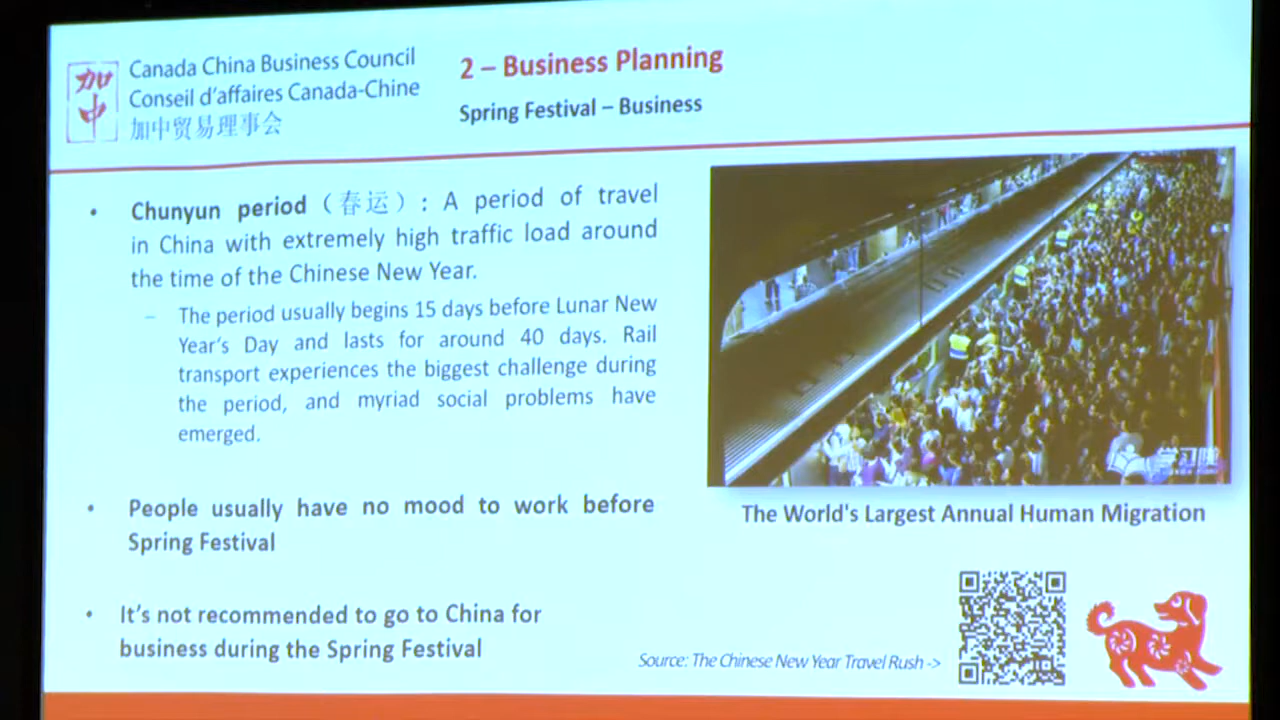 加中
Canada China Business Council
Conseil d'affaires Canada-Chine
加中贸易理事会
2 – Business Planning
Spring Festival – Business
• Chunyun period（春运）: A period of travel
in China with extremely high traffic load around
the time of the Chinese New Year.
– The period usually begins 15 days before Lunar New
Year's Day and lasts for around 40 days. Rail
transport experiences the biggest challenge during
the period, and myriad social problems have
emerged.
• People usually have no mood to work before
Spring Festival
• It's not recommended to go to China for
business during the Spring Festival
The World's Largest Annual Human Migration
Source: The Chinese New Year Travel Rush ->